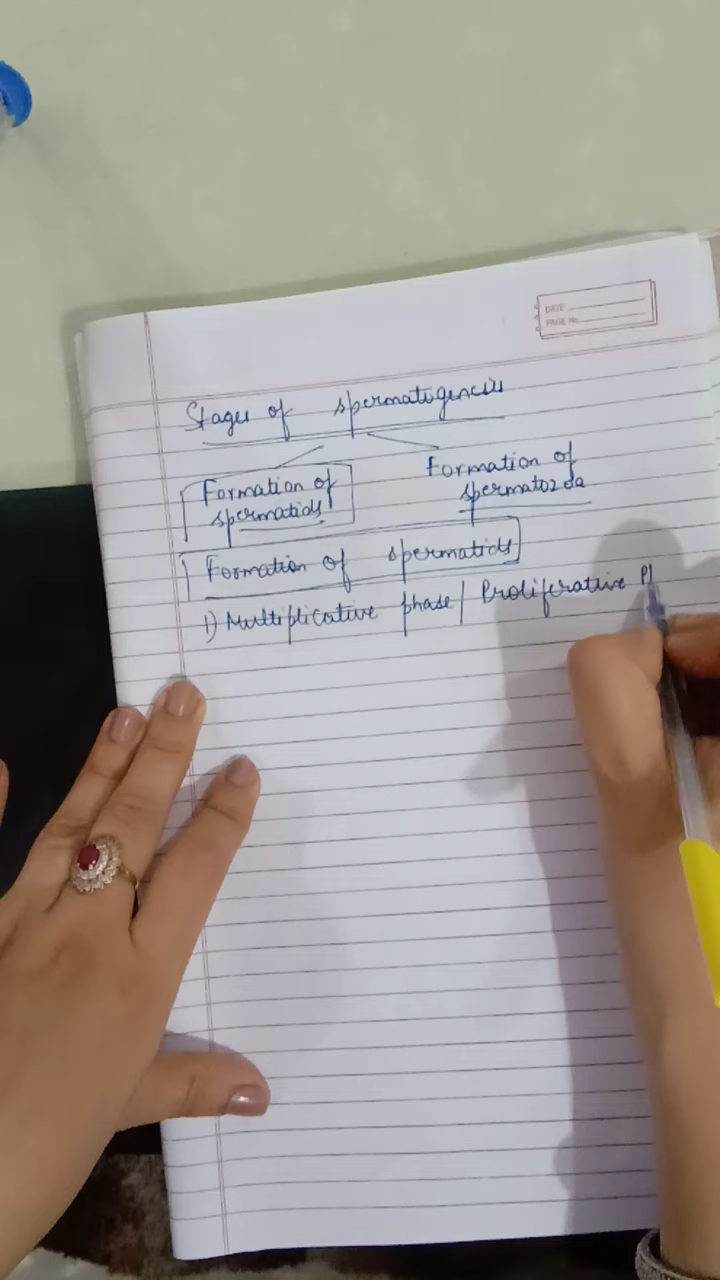 DATE
PAGE No.
Stages of spermatogenesis
Formation of spermatids
Formation of spermatozoa
Formation of spermatids
1) Multiplicative phase / Proliferative Ph